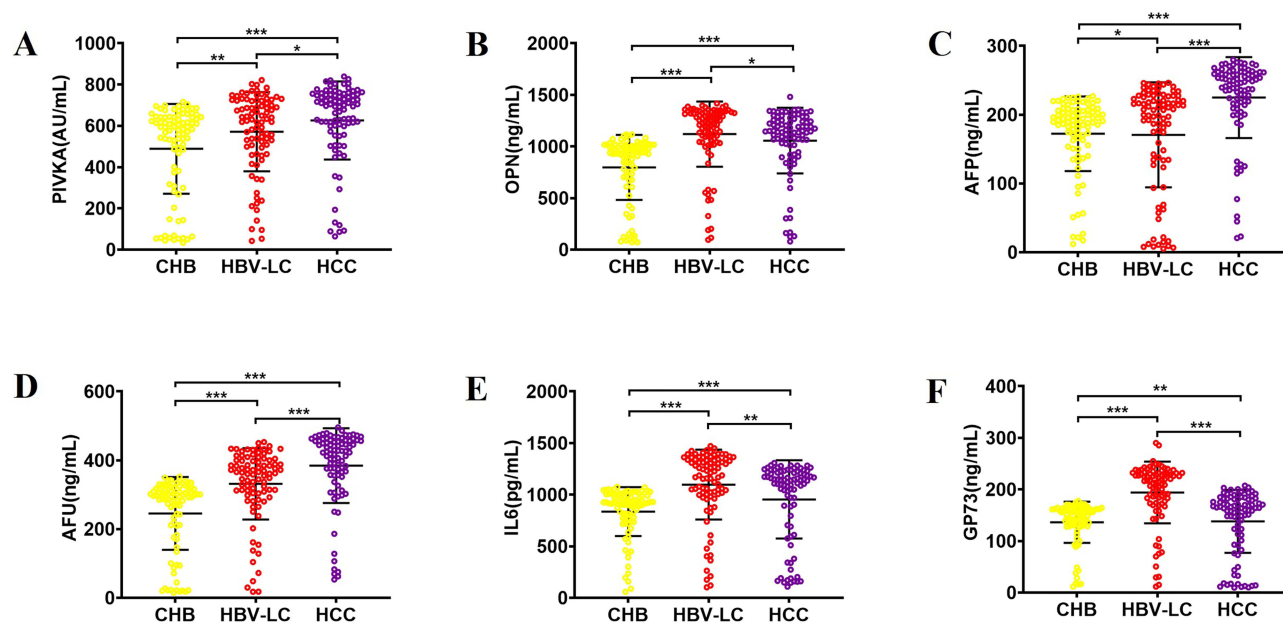 A
PIVKA(AU/mL)
1000
800
600
400
200
0
***
**
*
CHB HBV-LC HCC
B
OPN(ng/mL)
2000
1500
1000
500
0
***
***
*
CHB HBV-LC HCC
C
AFP(ng/mL)
300
200
100
0
***
*
***
CHB HBV-LC HCC
D
AFU(ng/mL)
600
400
200
0
***
***
***
CHB HBV-LC HCC
E
IL6(pg/mL)
2000
1500
1000
500
0
***
***
**
CHB HBV-LC HCC
F
GP73(ng/mL)
400
300
200
100
0
**
***
***
CHB HBV-LC HCC